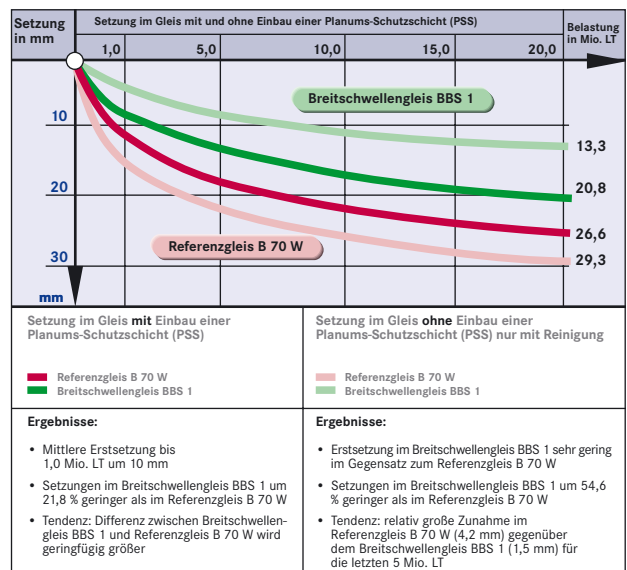 Setzung
in mm
Setzung im Gleis mit und ohne Einbau einer Planums-Schutzschicht (PSS)
Belastung
in Mio. LT
1,0
5,0
10,0
15,0
20,0
10
20
30
mm
Breitschwellengleis BBS 1
Referenzgleis B 70 W
13,3
20,8
26,6
29,3
Setzung im Gleis mit Einbau einer
Planums-Schutzschicht (PSS)
Referenzgleis B 70 W
Breitschwellengleis BBS 1
Setzung im Gleis ohne Einbau einer
Planums-Schutzschicht (PSS) nur mit Reinigung
Referenzgleis B 70 W
Breitschwellengleis BBS 1
Ergebnisse:
• Mittlere Erstsetzung bis
1,0 Mio. LT um 10 mm
• Setzungen im Breitschwellengleis BBS 1 um
21,8 % geringer als im Referenzgleis B 70 W
• Tendenz: Differenz zwischen Breitschwellen-
gleis BBS 1 und Referenzgleis B 70 W wird
geringfügig größer
Ergebnisse:
• Erstsetzung im Breitschwellengleis BBS 1 sehr gering
im Gegensatz zum Referenzgleis B 70 W
• Setzungen im Breitschwellengleis BBS 1 um 54,6
% geringer als im Referenzgleis B 70 W
• Tendenz: relativ große Zunahme im
Referenzgleis B 70 W (4,2 mm) gegenüber
dem Breitschwellengleis BBS 1 (1,5 mm) für
die letzten 5 Mio. LT